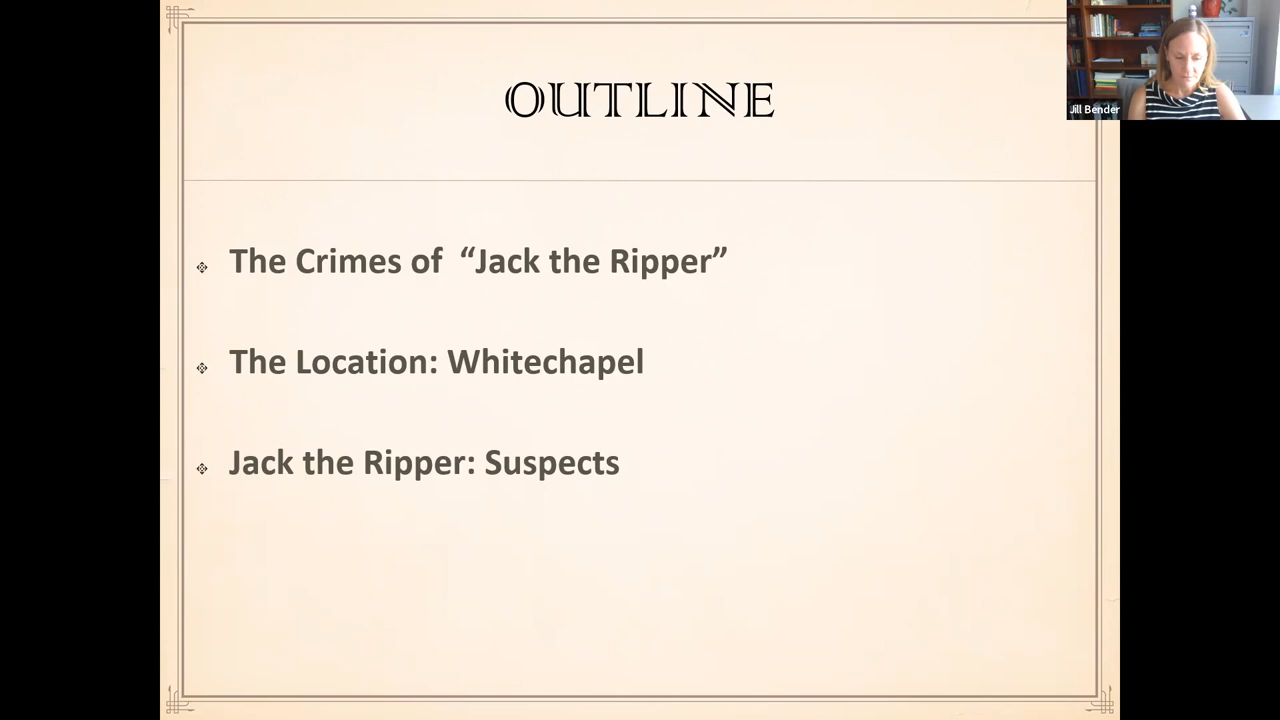 OUTLINE
Jill Bender
The Crimes of  “Jack the Ripper”
The Location: Whitechapel
Jack the Ripper: Suspects